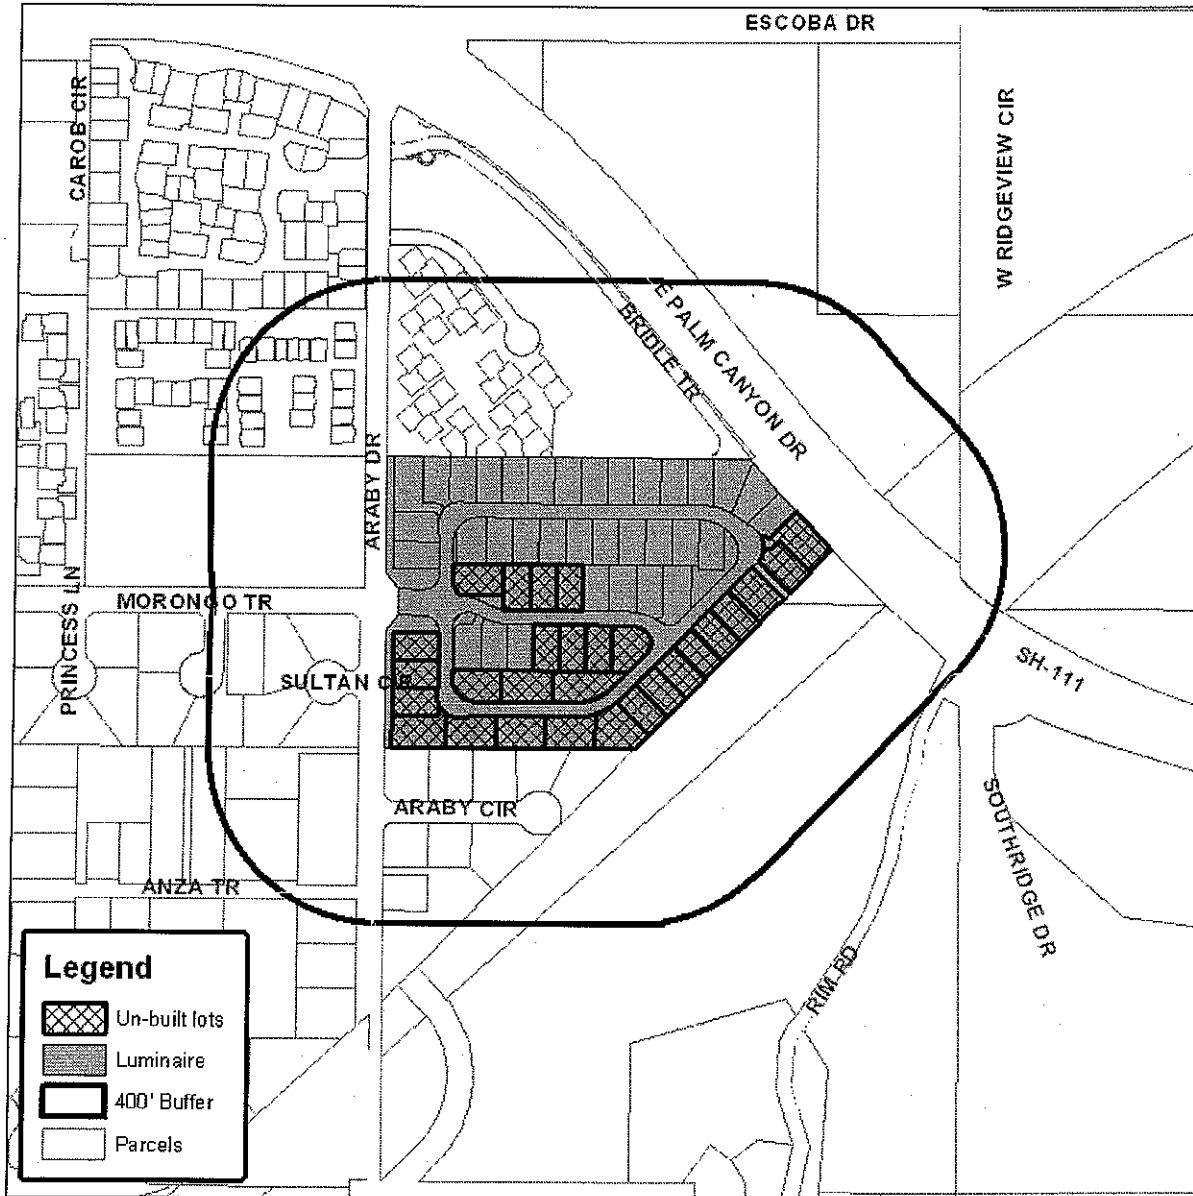 ESCOBA DR
CAROB CIR
W RIDGEVIEW CIR
E PALM CANYON DR
BRIDLE TR
ARABY DR
MORONGO TR
PRINCESS LN
SULTAN CIR
SH-111
ARABY CIR
SOUTHRIDGE DR
ANZA TR
RIM RD
Legend
Un-built lots
Luminaire
400' Buffer
Parcels